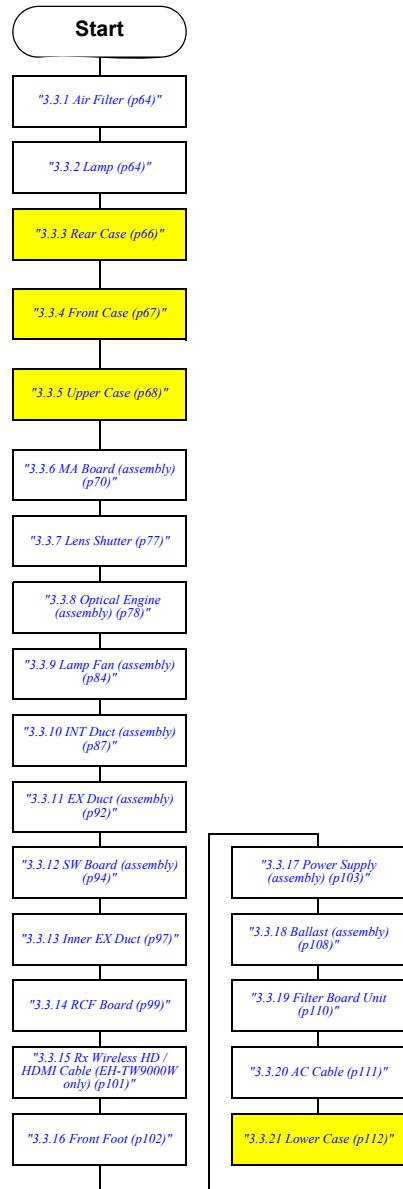 Start
"3.3.1 Air Filter (p64)"
"3.3.2 Lamp (p64)"
"3.3.3 Rear Case (p66)"
"3.3.4 Front Case (p67)"
"3.3.5 Upper Case (p68)"
"3.3.6 MA Board (assembly)
(p70)"
"3.3.7 Lens Shutter (p77)"
"3.3.8 Optical Engine
(assembly) (p78)"
"3.3.9 Lamp Fan (assembly)
(p84)"
"3.3.10 INT Duct (assembly)
(p87)"
"3.3.11 EX Duct (assembly)
(p92)"
"3.3.12 SW Board (assembly)
(p94)"
"3.3.13 Inner EX Duct (p97)"
"3.3.14 RCF Board (p99)"
"3.3.15 Rx Wireless HD /
HDMI Cable (EH-TW9000W
only) (p101)"
"3.3.16 Front Foot (p102)"
"3.3.17 Power Supply
(assembly) (p103)"
"3.3.18 Ballast (assembly)
(p108)"
"3.3.19 Filter Board Unit
(p110)"
"3.3.20 AC Cable (p111)"
"3.3.21 Lower Case (p112)"